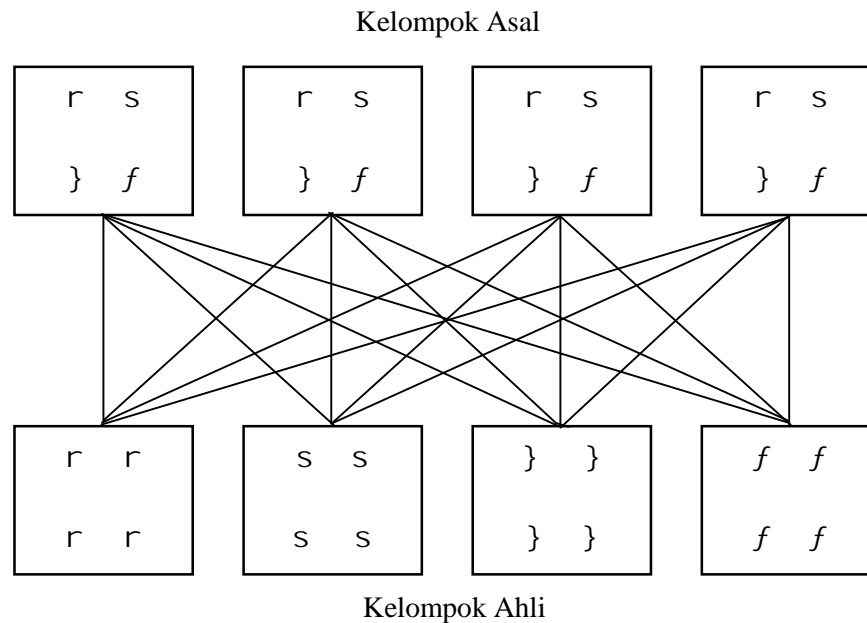 Kelompok Asal
r s r s r s r s
} f } f } f } f
r r s s } } f f
r r s s } } f f
Kelompok Ahli